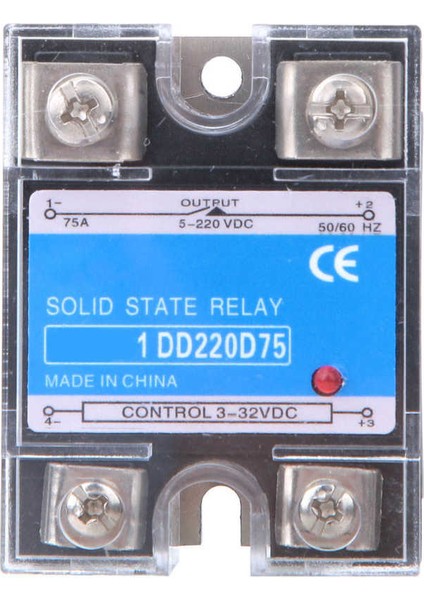 1- OUTPUT +2
75A 5-220 VDC 50/60 HZ
CE
SOLID STATE RELAY
1 DD220D75
MADE IN CHINA
CONTROL 3-32VDC
4- +3